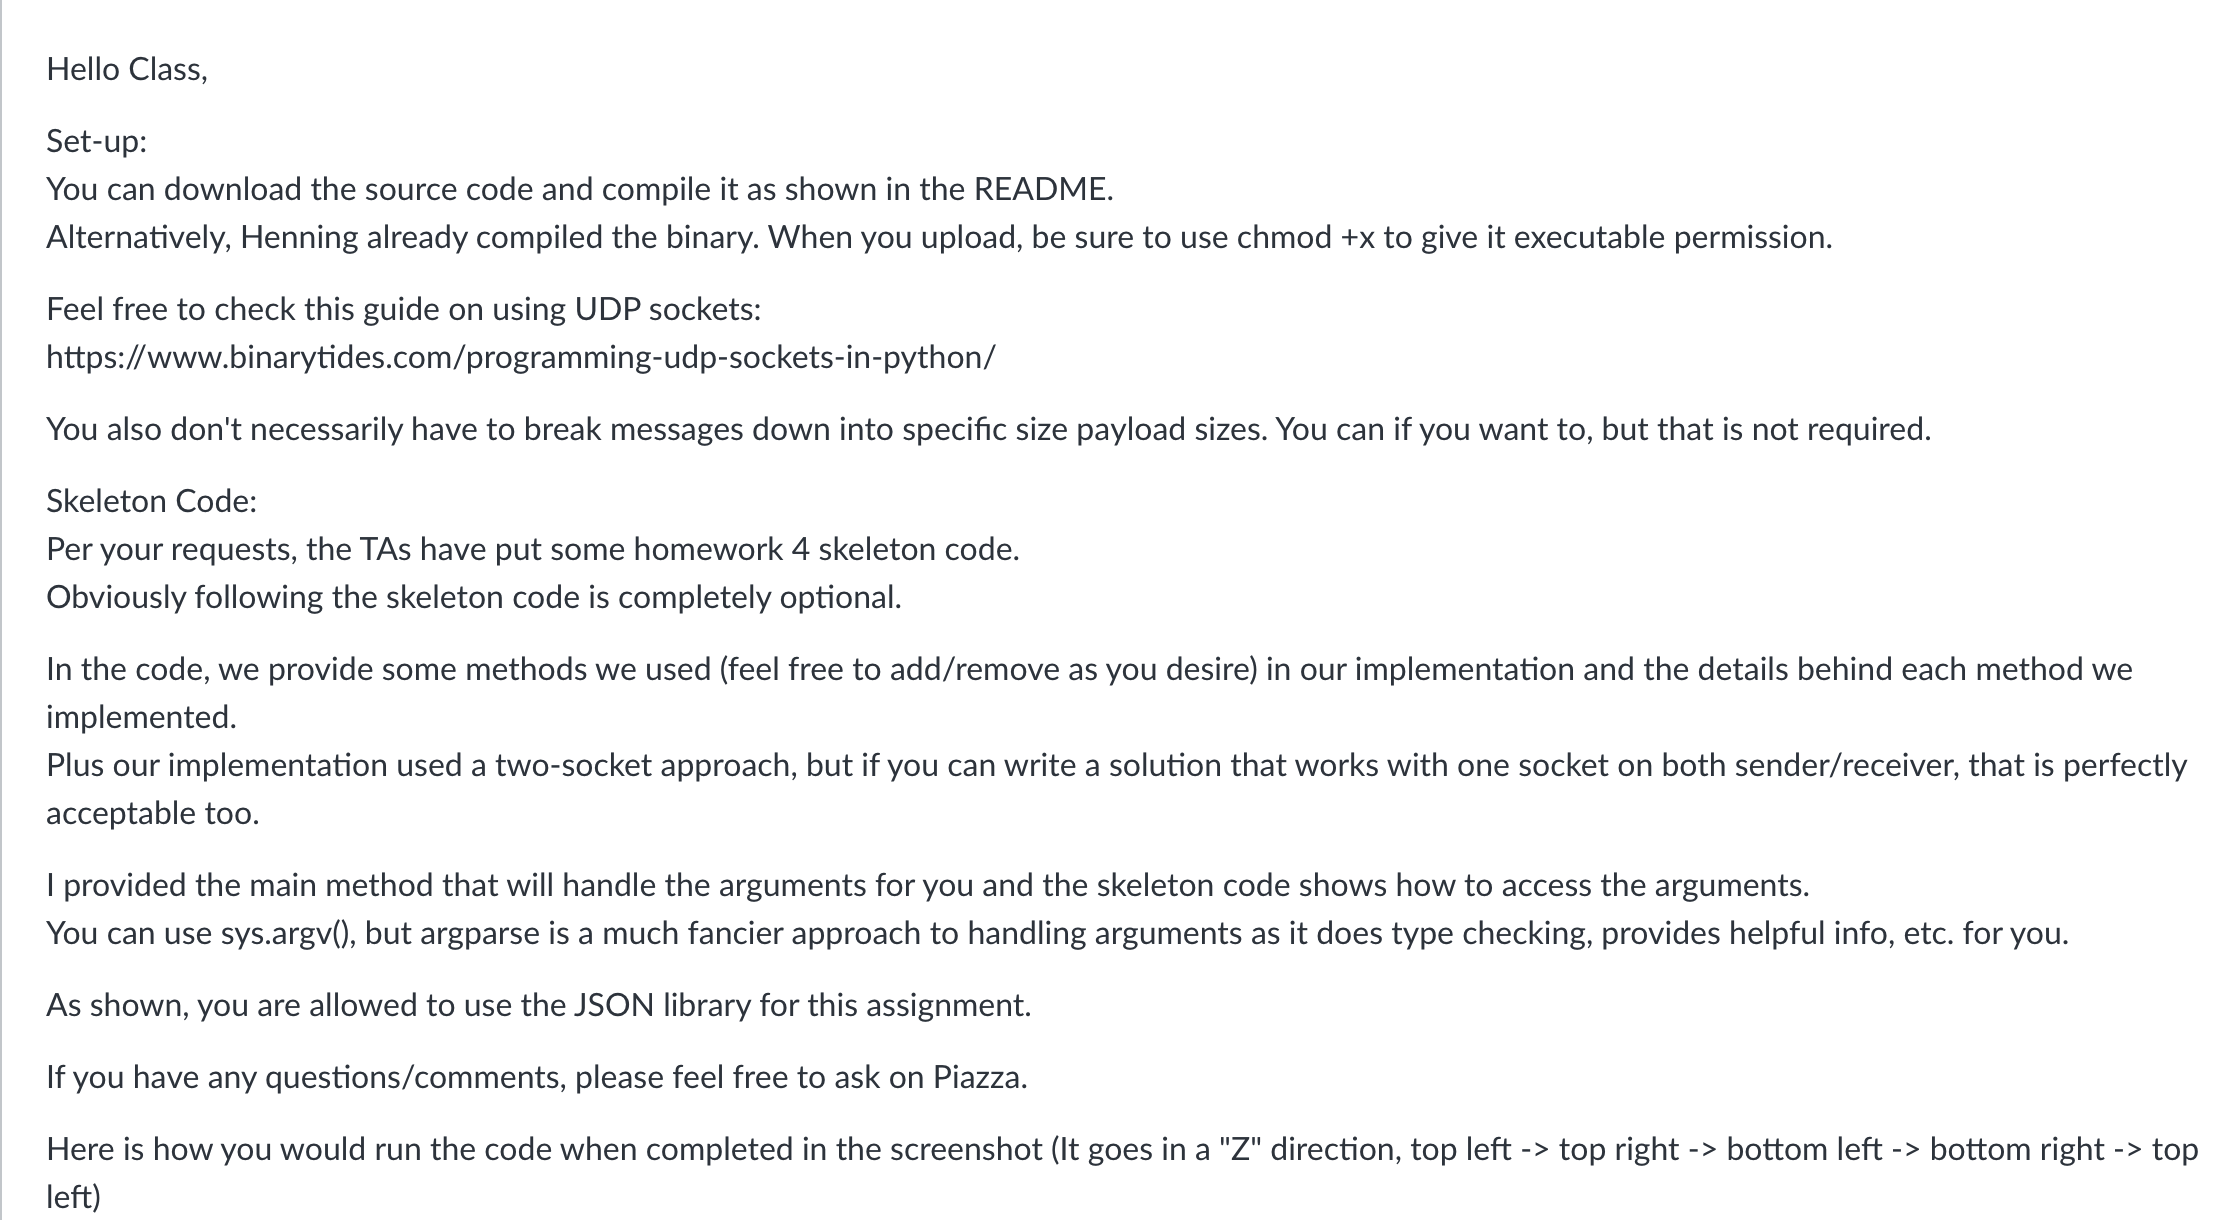 Hello Class,
Set-up:
You can download the source code and compile it as shown in the README.
Alternatively, Henning already compiled the binary. When you upload, be sure to use chmod +x to give it executable permission.
Feel free to check this guide on using UDP sockets:
https://www.binarytides.com/programming-udp-sockets-in-python/
You also don't necessarily have to break messages down into specific size payload sizes. You can if you want to, but that is not required.
Skeleton Code:
Per your requests, the TAs have put some homework 4 skeleton code.
Obviously following the skeleton code is completely optional.
In the code, we provide some methods we used (feel free to add/remove as you desire) in our implementation and the details behind each method we
implemented.
Plus our implementation used a two-socket approach, but if you can write a solution that works with one socket on both sender/receiver, that is perfectly
acceptable too.
I provided the main method that will handle the arguments for you and the skeleton code shows how to access the arguments.
You can use sys.argv(), but argparse is a much fancier approach to handling arguments as it does type checking, provides helpful info, etc. for you.
As shown, you are allowed to use the JSON library for this assignment.
If you have any questions/comments, please feel free to ask on Piazza.
Here is how you would run the code when completed in the screenshot (It goes in a "Z" direction, top left -> top right -> bottom left -> bottom right -> top
left)